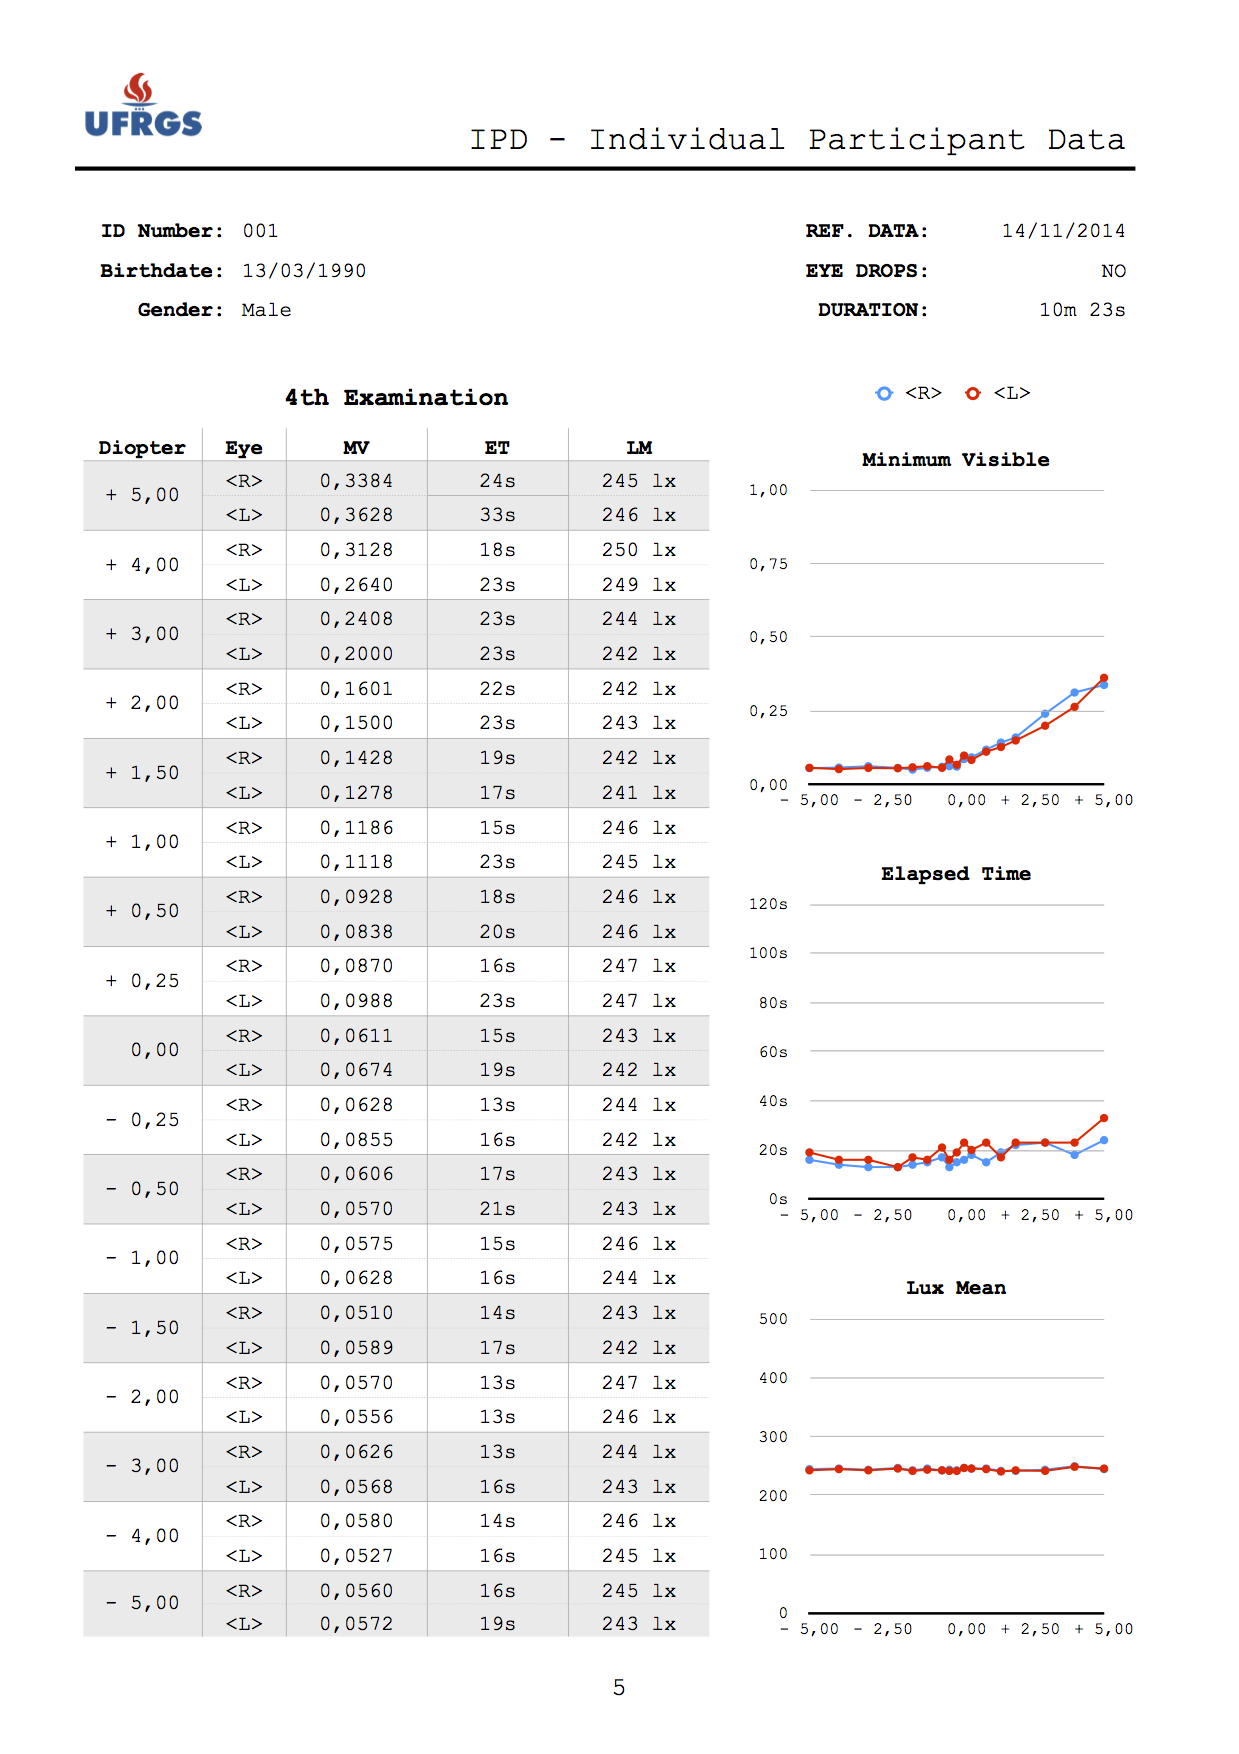 UFRGS
IPD - Individual Participant Data
ID Number: 001
Birthdate: 13/03/1990
Gender: Male
REF. DATA: 14/11/2014
EYE DROPS: NO
DURATION: 10m 23s
4th Examination
Diopter Eye MV ET LM
+ 5,00 <R> 0,3384 24s 245 lx
<L> 0,3628 33s 246 lx
+ 4,00 <R> 0,3128 18s 250 lx
<L> 0,2640 23s 249 lx
+ 3,00 <R> 0,2408 23s 244 lx
<L> 0,2000 23s 242 lx
+ 2,00 <R> 0,1601 22s 242 lx
<L> 0,1500 23s 243 lx
+ 1,50 <R> 0,1428 19s 242 lx
<L> 0,1278 17s 241 lx
+ 1,00 <R> 0,1186 15s 246 lx
<L> 0,1118 23s 245 lx
+ 0,50 <R> 0,0928 18s 246 lx
<L> 0,0838 20s 246 lx
+ 0,25 <R> 0,0870 16s 247 lx
<L> 0,0988 23s 247 lx
0,00 <R> 0,0611 15s 243 lx
<L> 0,0674 19s 242 lx
- 0,25 <R> 0,0628 13s 244 lx
<L> 0,0855 16s 242 lx
- 0,50 <R> 0,0606 17s 243 lx
<L> 0,0570 21s 243 lx
- 1,00 <R> 0,0575 15s 246 lx
<L> 0,0628 16s 244 lx
- 1,50 <R> 0,0510 14s 243 lx
<L> 0,0589 17s 242 lx
- 2,00 <R> 0,0570 13s 247 lx
<L> 0,0556 13s 246 lx
- 3,00 <R> 0,0626 13s 244 lx
<L> 0,0568 16s 243 lx
- 4,00 <R> 0,0580 14s 246 lx
<L> 0,0527 16s 245 lx
- 5,00 <R> 0,0560 16s 245 lx
<L> 0,0572 19s 243 lx
<R> <L>
Minimum Visible
1,00
0,75
0,50
0,25
0,00
- 5,00 - 2,50 0,00 + 2,50 + 5,00
Elapsed Time
120s
100s
80s
60s
40s
20s
0s
- 5,00 - 2,50 0,00 + 2,50 + 5,00
Lux Mean
500
400
300
200
100
0
- 5,00 - 2,50 0,00 + 2,50 + 5,00
5